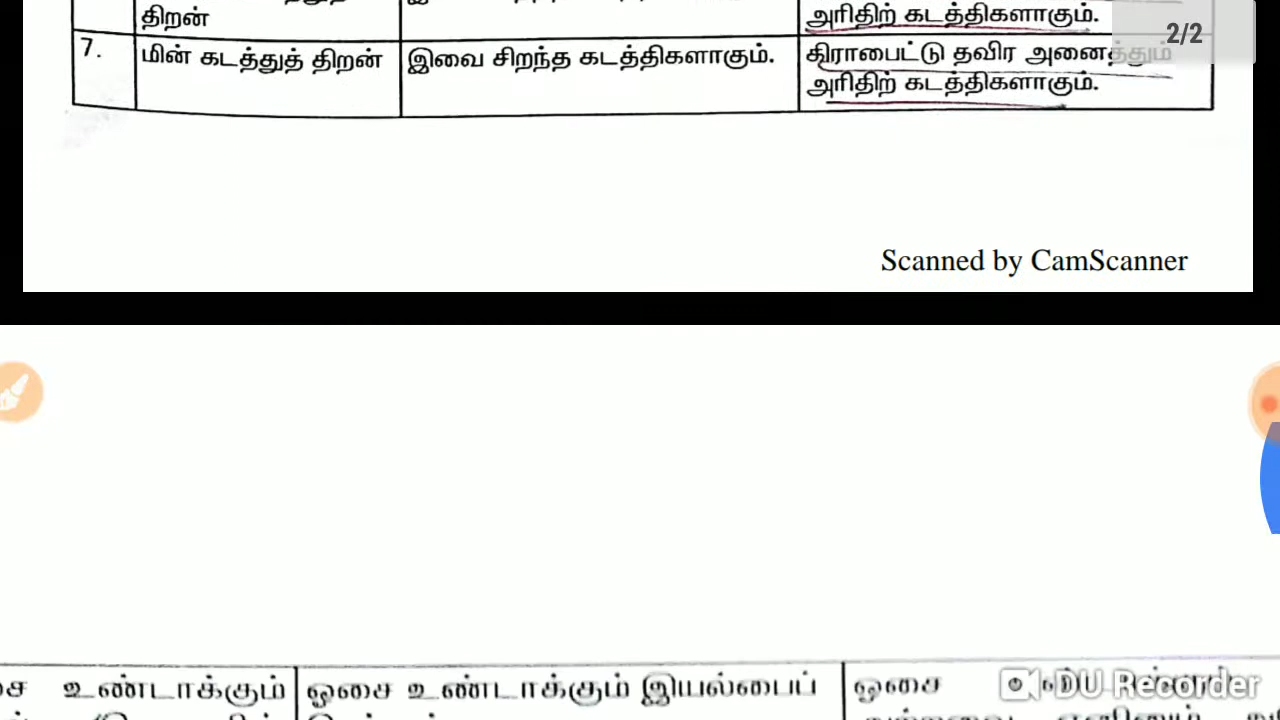 திறன்
அரிதிற் கடத்திகளாகும்.
2/2
7.
மின் கடத்துத் திறன்
இவை சிறந்த கடத்திகளாகும்.
கிராபைட்டு தவிர அனைத்தும்
அரிதிற் கடத்திகளாகும்.
Scanned by CamScanner
உண்டாக்கும்
ஓசை உண்டாக்கும் இயல்பைப்
ஓசை
DU Recorder